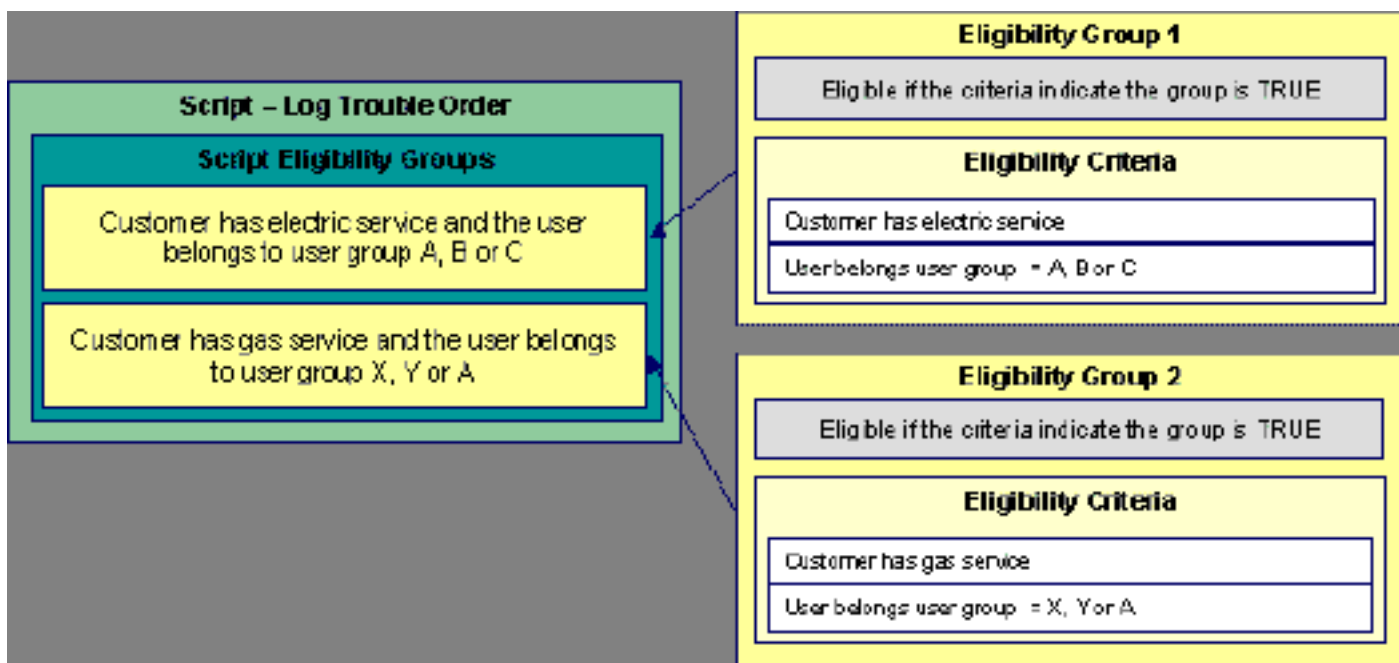 Script – Log Trouble Order
Script Eligibility Groups
Customer has electric service and the user
belongs to user group A, B or C
Customer has gas service and the user belongs
to user group X, Y or A
Eligibility Group 1
Eligible if the criteria indicate the group is TRUE
Eligibility Criteria
Customer has electric service
User belongs user group = A, B or C
Eligibility Group 2
Eligible if the criteria indicate the group is TRUE
Eligibility Criteria
Customer has gas service
User belongs user group = X, Y or A